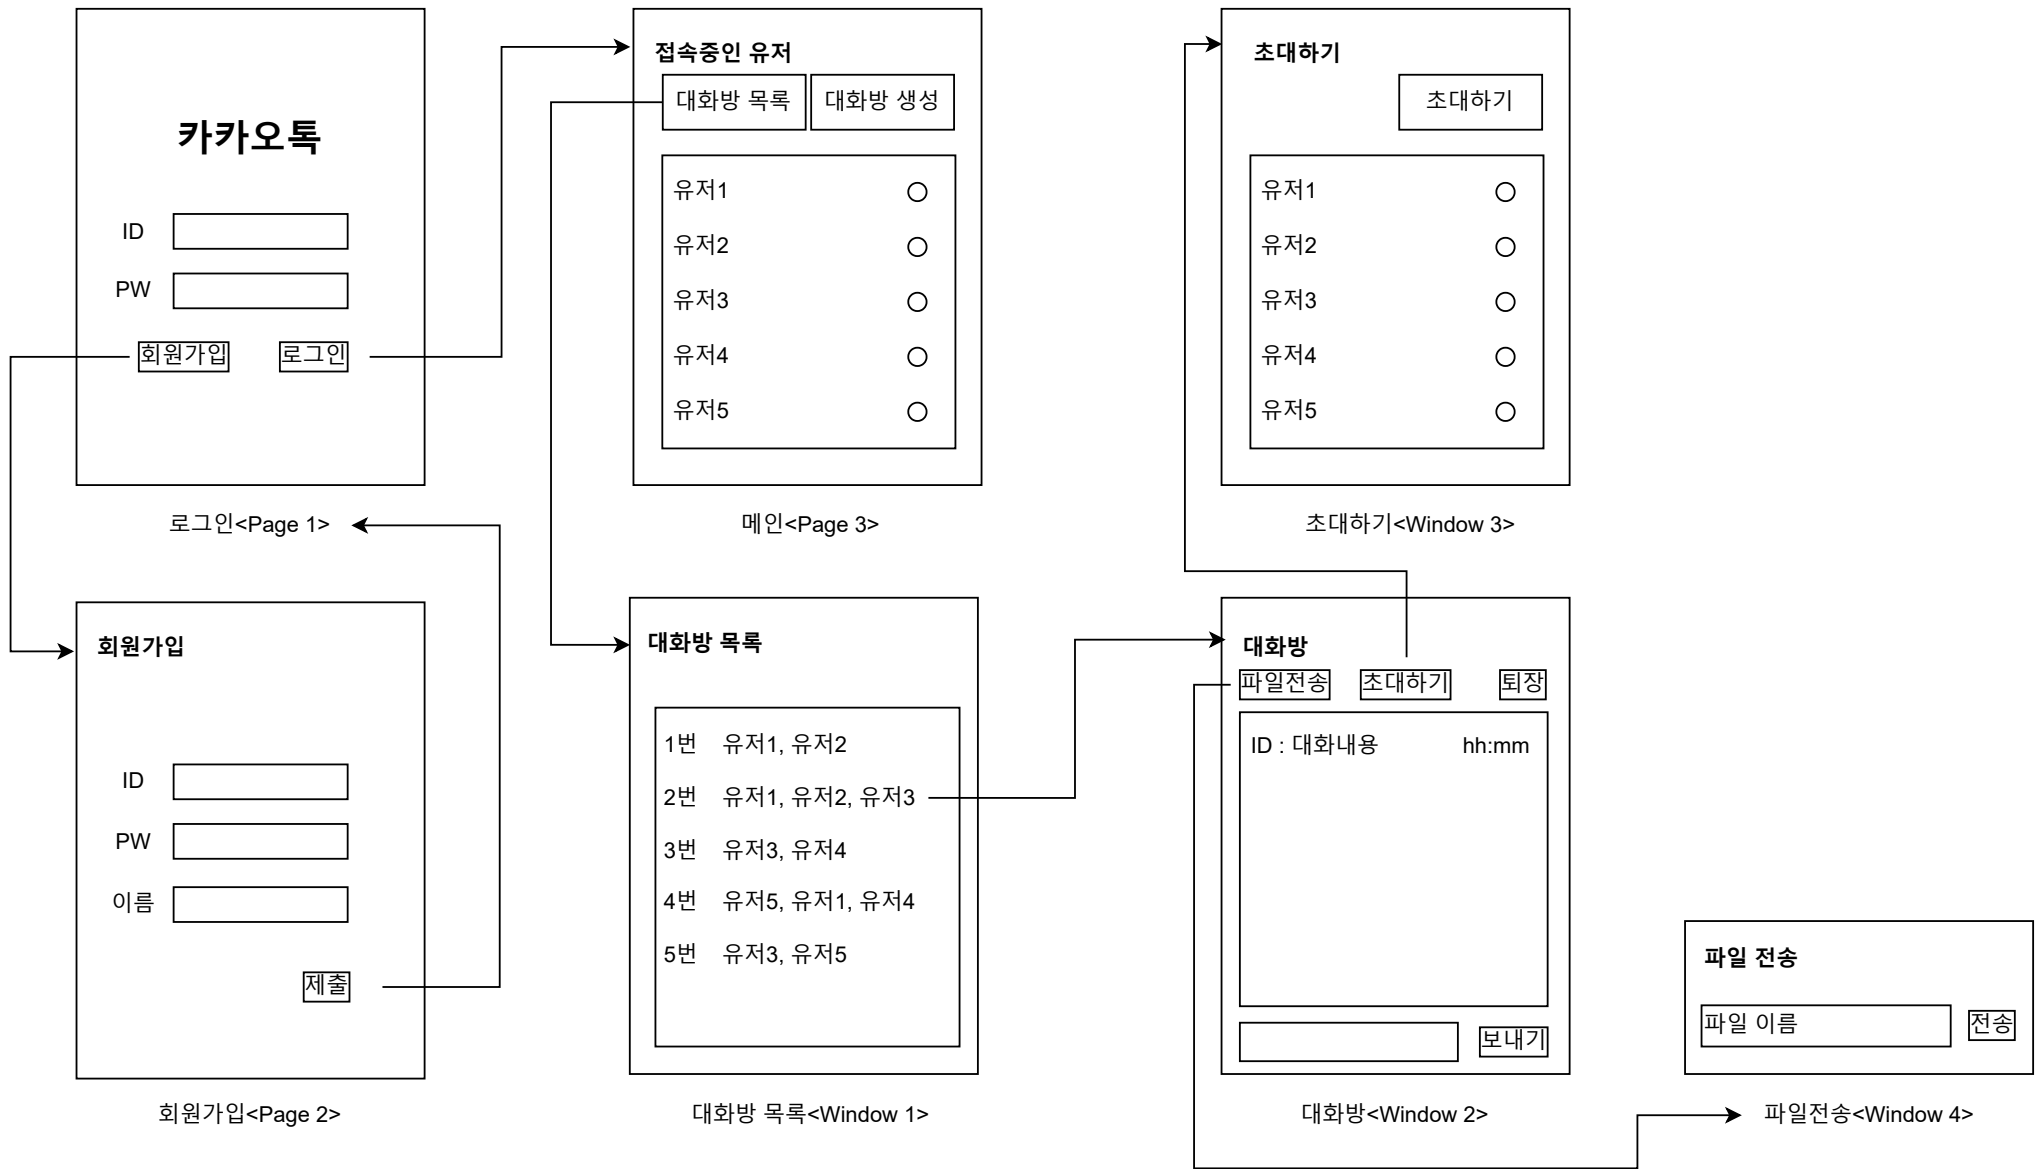 카카오톡
ID
PW
회원가입 로그인
로그인<Page 1>
접속중인 유저
대화방 목록 대화방 생성
유저1
유저2
유저3
유저4
유저5
메인<Page 3>
초대하기
초대하기
유저1
유저2
유저3
유저4
유저5
초대하기<Window 3>
회원가입
ID
PW
이름
제출
회원가입<Page 2>
대화방 목록
1번 유저1, 유저2
2번 유저1, 유저2, 유저3
3번 유저3, 유저4
4번 유저5, 유저1, 유저4
5번 유저3, 유저5
대화방 목록<Window 1>
대화방
파일전송 초대하기 퇴장
ID : 대화내용 hh:mm
보내기
대화방<Window 2>
파일 전송
파일 이름 전송
파일전송<Window 4>